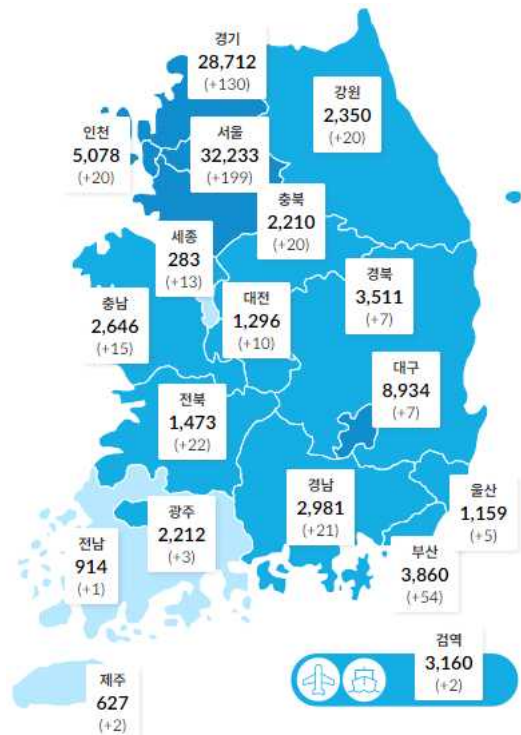 경기
28,712
(+130)
강원
2,350
(+20)
인천
5,078
(+20)
서울
32,233
(+199)
충북
2,210
(+20)
세종
283
(+13)
경북
3,511
(+7)
충남
2,646
(+15)
대전
1,296
(+10)
대구
8,934
(+7)
전북
1,473
(+22)
경남
2,981
(+21)
울산
1,159
(+5)
광주
2,212
(+3)
전남
914
(+1)
부산
3,860
(+54)
검역
3,160
(+2)
제주
627
(+2)